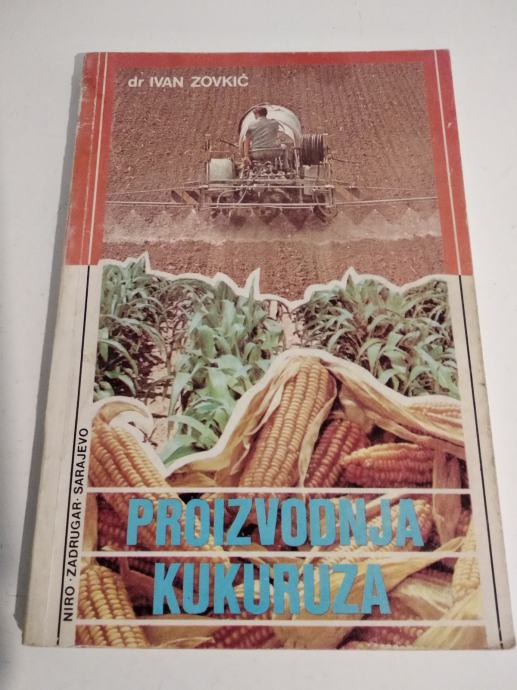 dr IVAN ZOVKIĆ
PROIZVODNJA
KUKURUZA
NIRO · ZADRUGAR · SARAJEVO